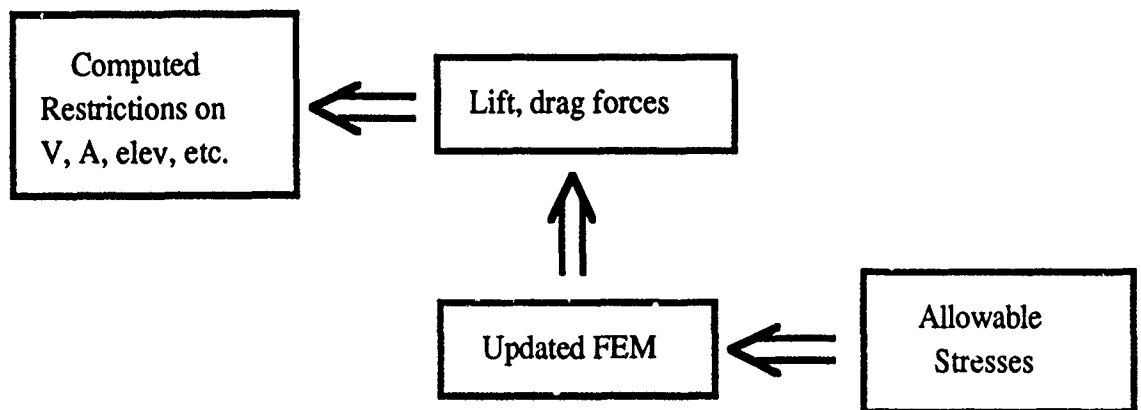 Computed
Restrictions on
V, A, elev, etc.
Lift, drag forces
Updated FEM
Allowable
Stresses